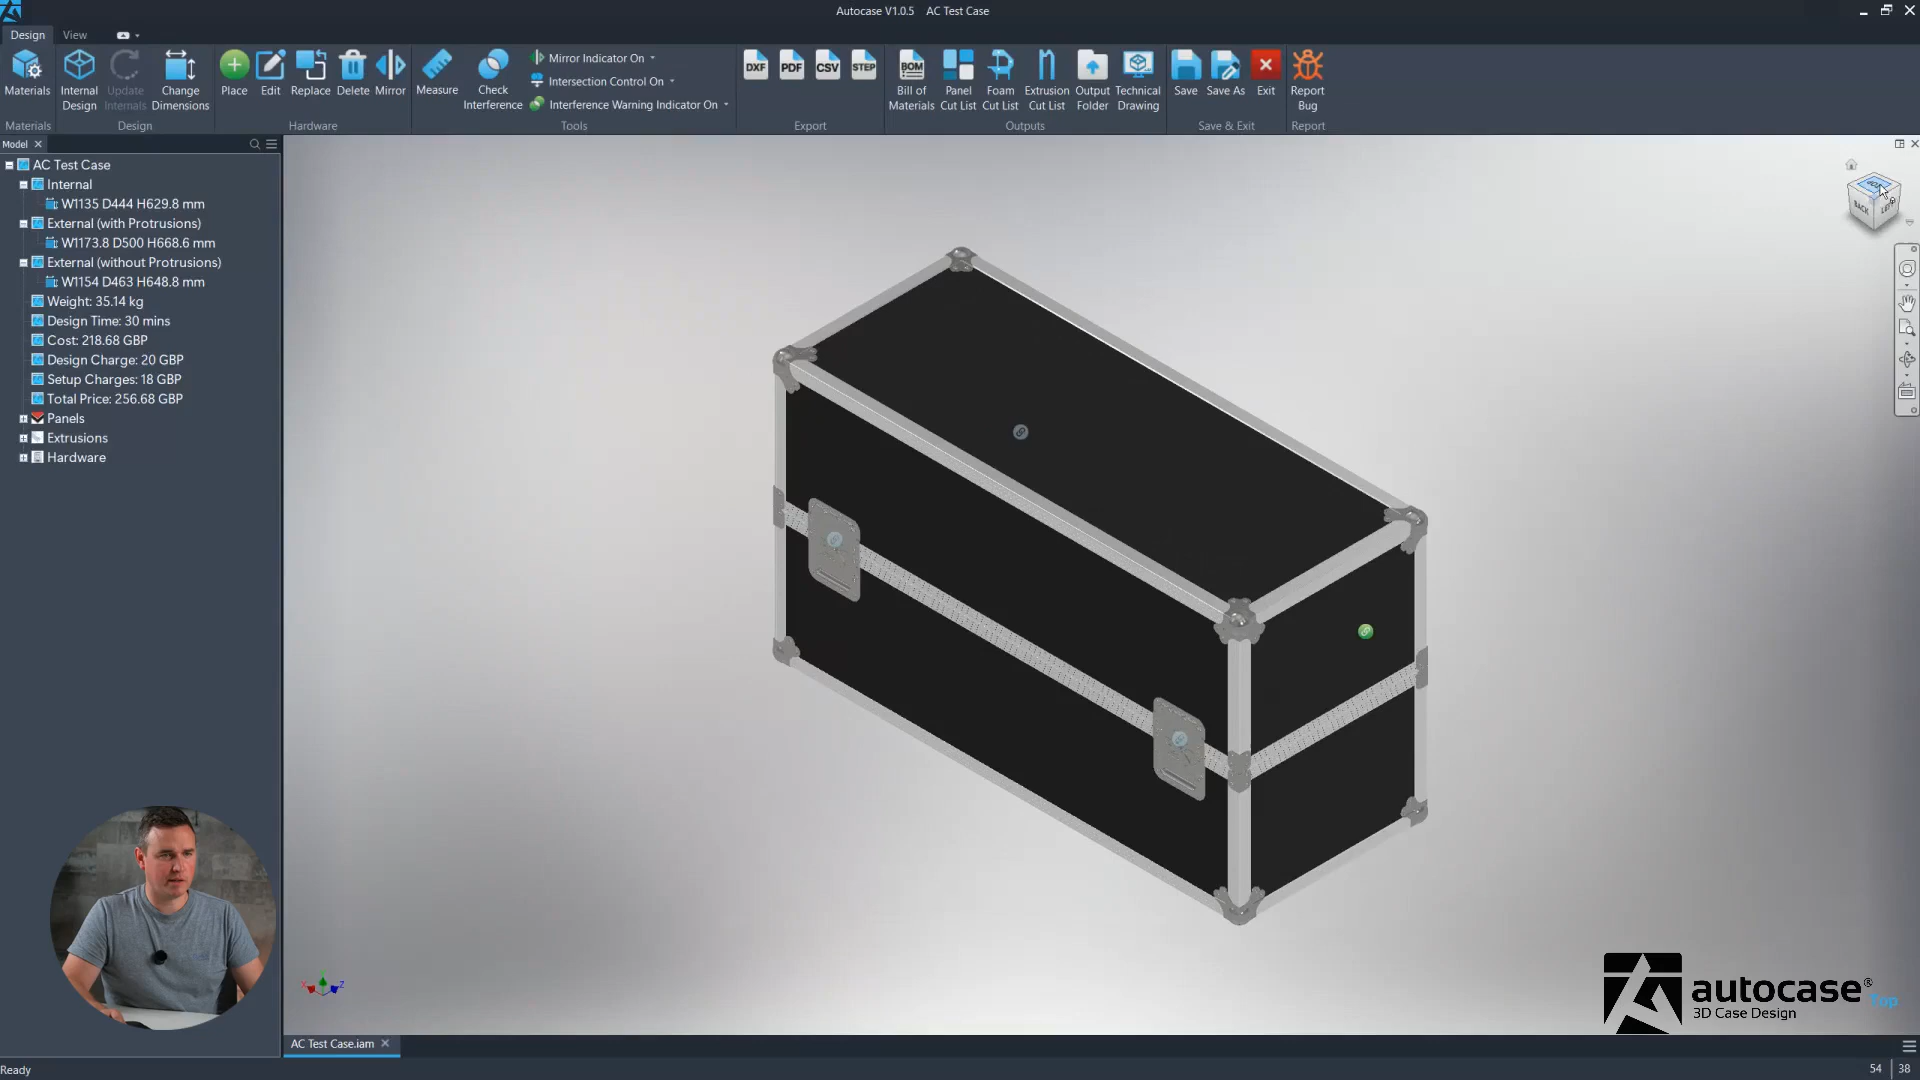 Autocase V1.0.5 AC Test Case
Design View
Materials
Internal Design
Update Internals
Change Dimensions
Place
Edit
Replace
Delete
Mirror
Measure
Check Interference
Mirror Indicator On
Intersection Control On
Interference Warning Indicator On
DXF
PDF
CSV
STEP
BOM
Bill of Materials
Panel Cut List
Foam Cut List
Extrusion Cut List
Output Folder
Technical Drawing
Save
Save As
Exit
Report Bug
Materials
Design
Hardware
Tools
Export
Outputs
Save & Exit
Report
Model
AC Test Case
Internal
W1135 D444 H629.8 mm
External (with Protrusions)
W1173.8 D500 H668.6 mm
External (without Protrusions)
W1154 D463 H648.8 mm
Weight: 35.14 kg
Design Time: 30 mins
Cost: 218.68 GBP
Design Charge: 20 GBP
Setup Charges: 18 GBP
Total Price: 256.68 GBP
Panels
Extrusions
Hardware
TOP
BACK
LEFT
X
Z
autocase®
3D Case Design
Top
AC Test Case.iam
Ready
54
38